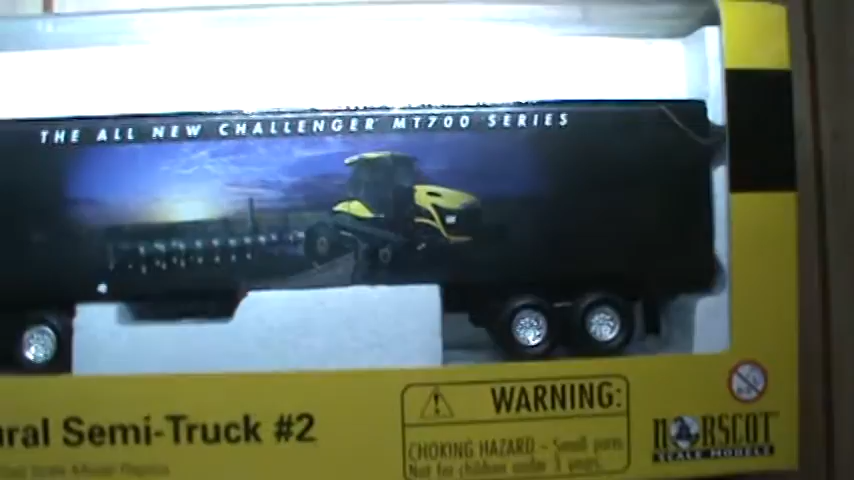 THE ALL NEW CHALLENGER MT700 SERIES
ural Semi-Truck #2
WARNING:
CHOKING HAZARD - Small parts
Not for children under 3 years.
NORSCOT
SCALE MODELS